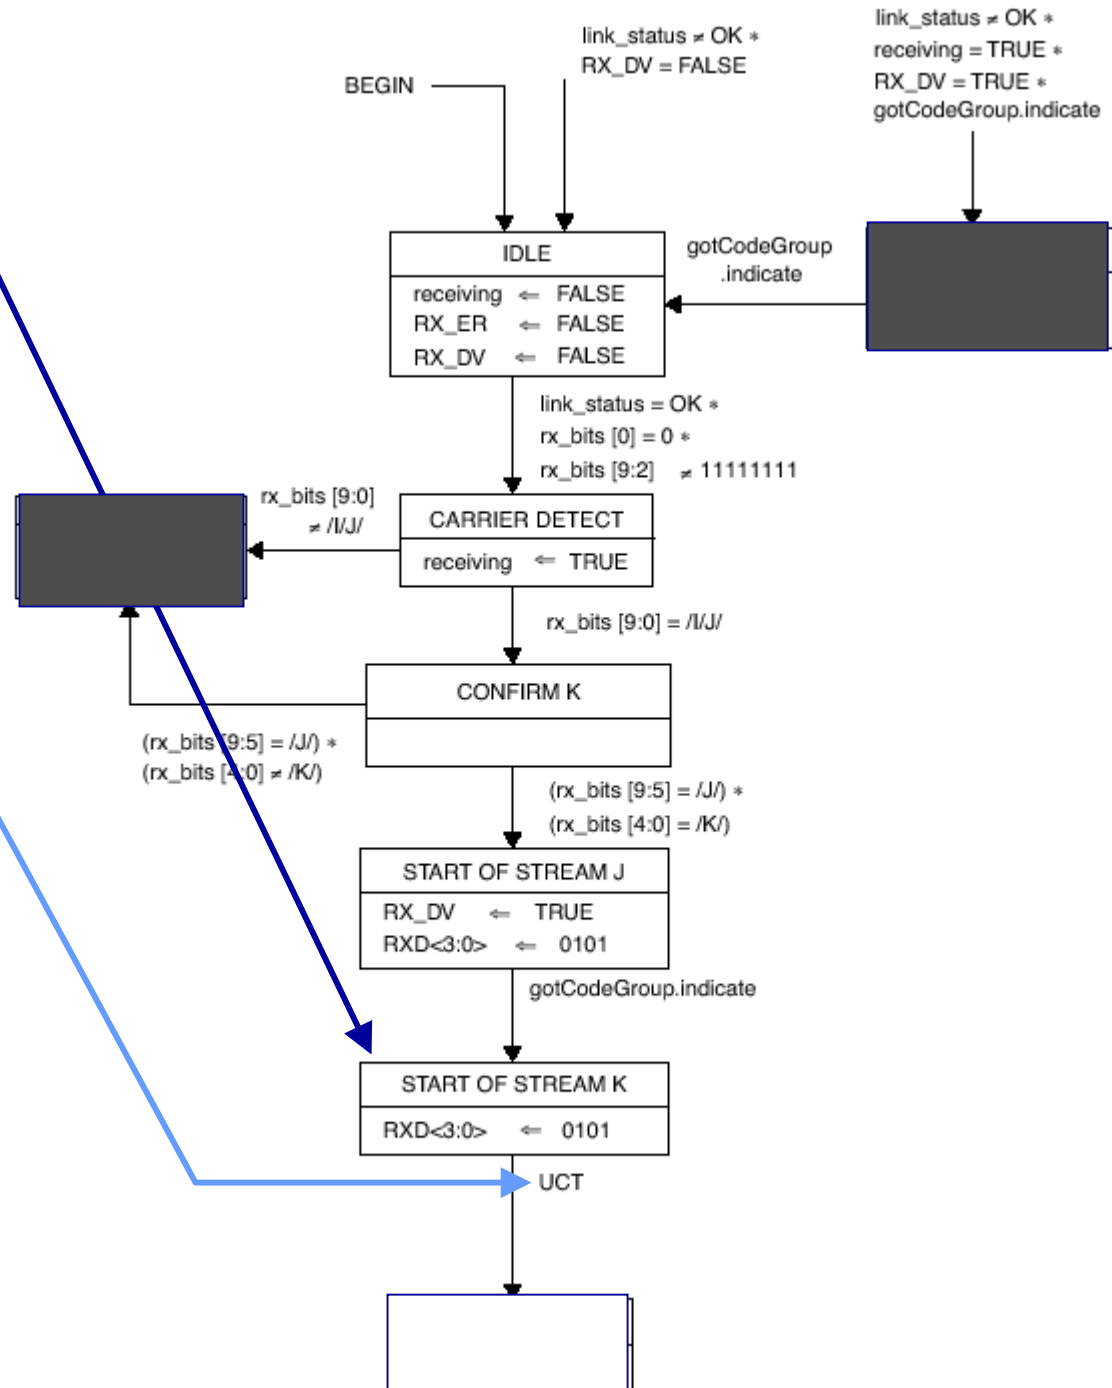 link_status ≠ OK *
RX_DV = FALSE
link_status ≠ OK *
receiving = TRUE *
RX_DV = TRUE *
gotCodeGroup.indicate
BEGIN
IDLE
receiving ⇐ FALSE
RX_ER ⇐ FALSE
RX_DV ⇐ FALSE
gotCodeGroup
.indicate
link_status = OK *
rx_bits [0] = 0 *
rx_bits [9:2] ≠ 11111111
rx_bits [9:0]
≠ /I/J/
CARRIER DETECT
receiving ⇐ TRUE
rx_bits [9:0] = /I/J/
CONFIRM K
(rx_bits [9:5] = /J/) *
(rx_bits [4:0] ≠ /K/)
(rx_bits [9:5] = /J/) *
(rx_bits [4:0] = /K/)
START OF STREAM J
RX_DV ⇐ TRUE
RXD<3:0> ⇐ 0101
gotCodeGroup.indicate
START OF STREAM K
RXD<3:0> ⇐ 0101
UCT